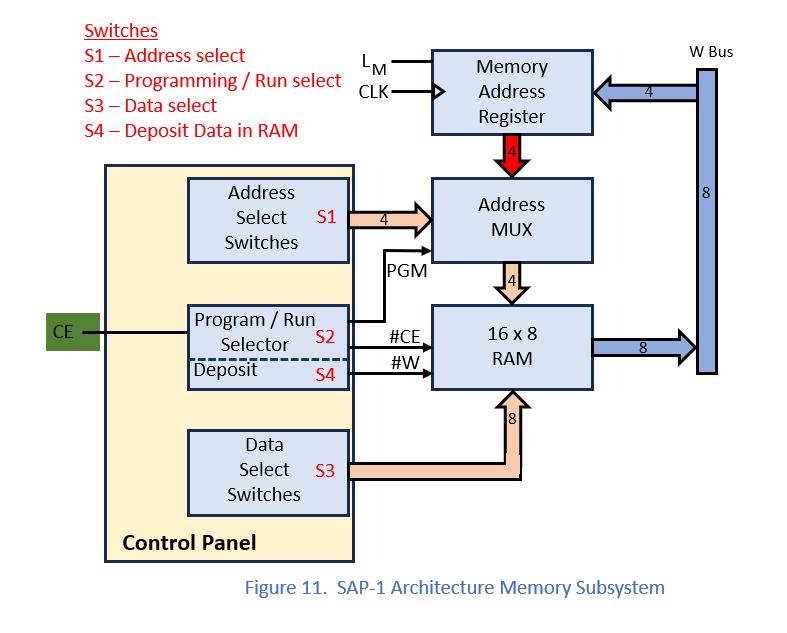 Switches
S1 – Address select
S2 – Programming / Run select
S3 – Data select
S4 – Deposit Data in RAM
LM
CLK
Memory
Address
Register
W Bus
4
8
4
Address
Select
Switches
S1
4
Address
MUX
PGM
4
CE
Program / Run
Selector
S2
#CE
16 x 8
RAM
8
Deposit
S4
#W
8
Data
Select
Switches
S3
Control Panel
Figure 11. SAP-1 Architecture Memory Subsystem